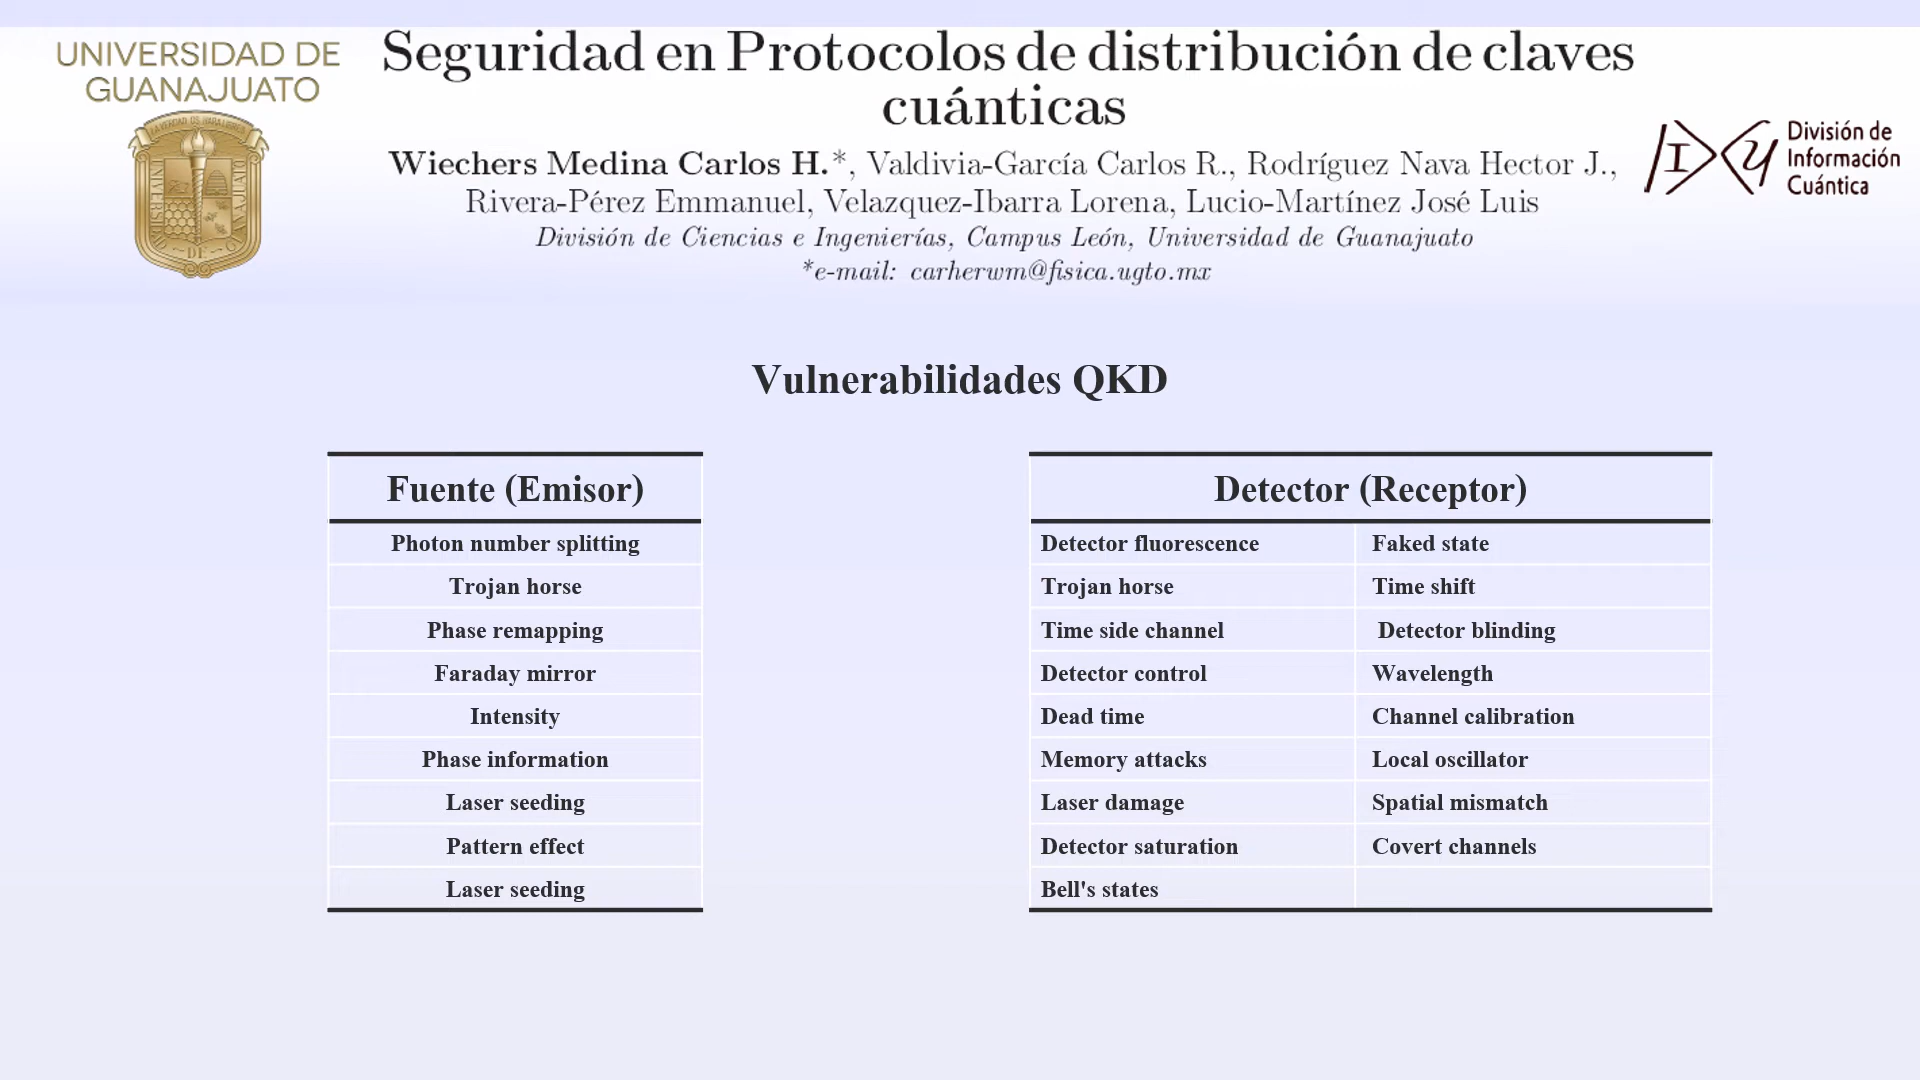 UNIVERSIDAD DE
GUANAJUATO
Seguridad en Protocolos de distribución de claves
cuánticas
Wiechers Medina Carlos H.*, Valdivia-García Carlos R., Rodríguez Nava Hector J.,
Rivera-Pérez Emmanuel, Velazquez-Ibarra Lorena, Lucio-Martínez José Luis
División de Ciencias e Ingenierías, Campus León, Universidad de Guanajuato
*e-mail: carherwm@fisica.ugto.mx
División de
Información
Cuántica
Vulnerabilidades QKD
Fuente (Emisor)
Photon number splitting
Trojan horse
Phase remapping
Faraday mirror
Intensity
Phase information
Laser seeding
Pattern effect
Laser seeding
Detector (Receptor)
Detector fluorescence Faked state
Trojan horse Time shift
Time side channel Detector blinding
Detector control Wavelength
Dead time Channel calibration
Memory attacks Local oscillator
Laser damage Spatial mismatch
Detector saturation Covert channels
Bell's states